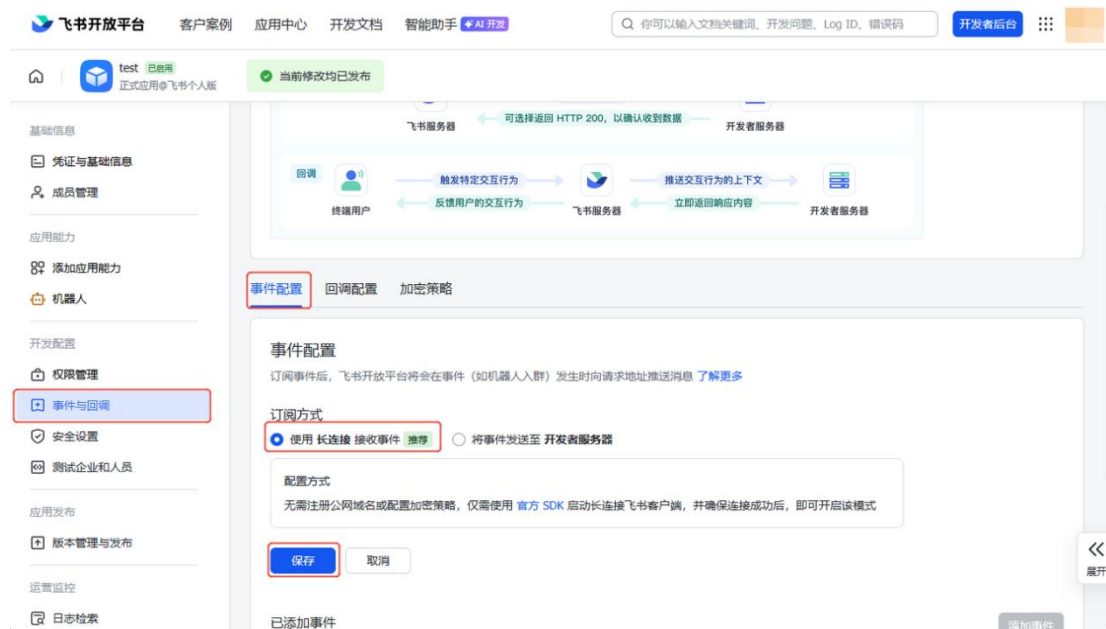 飞书开放平台 客户案例 应用中心 开发文档 智能助手 AI 开发 你可以输入文档关键词、开发问题、Log ID、错误码 开发者后台
test 已启用
正式应用@飞书个人版
当前修改均已发布
基础信息
凭证与基础信息
成员管理
应用能力
添加应用能力
机器人
开发配置
权限管理
事件与回调
安全设置
测试企业和人员
应用发布
版本管理与发布
运营监控
日志检索
飞书服务器 可选择返回 HTTP 200，以确认收到数据 开发者服务器
回调 触发特定交互行为 推送交互行为的上下文
反馈用户的交互行为 立即返回响应内容
终端用户 飞书服务器 开发者服务器
事件配置 回调配置 加密策略
事件配置
订阅事件后，飞书开放平台将会在事件（如机器人入群）发生时向请求地址推送消息 了解更多
订阅方式
使用 长连接 接收事件 推荐 将事件发送至 开发者服务器
配置方式
无需注册公网域名或配置加密策略，仅需使用 官方 SDK 启动长连接飞书客户端，并确保连接成功后，即可开启该模式
保存 取消
展开
已添加事件 添加事件